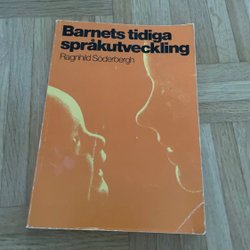 Barnets tidiga
språkutveckling
Ragnhild Söderbergh